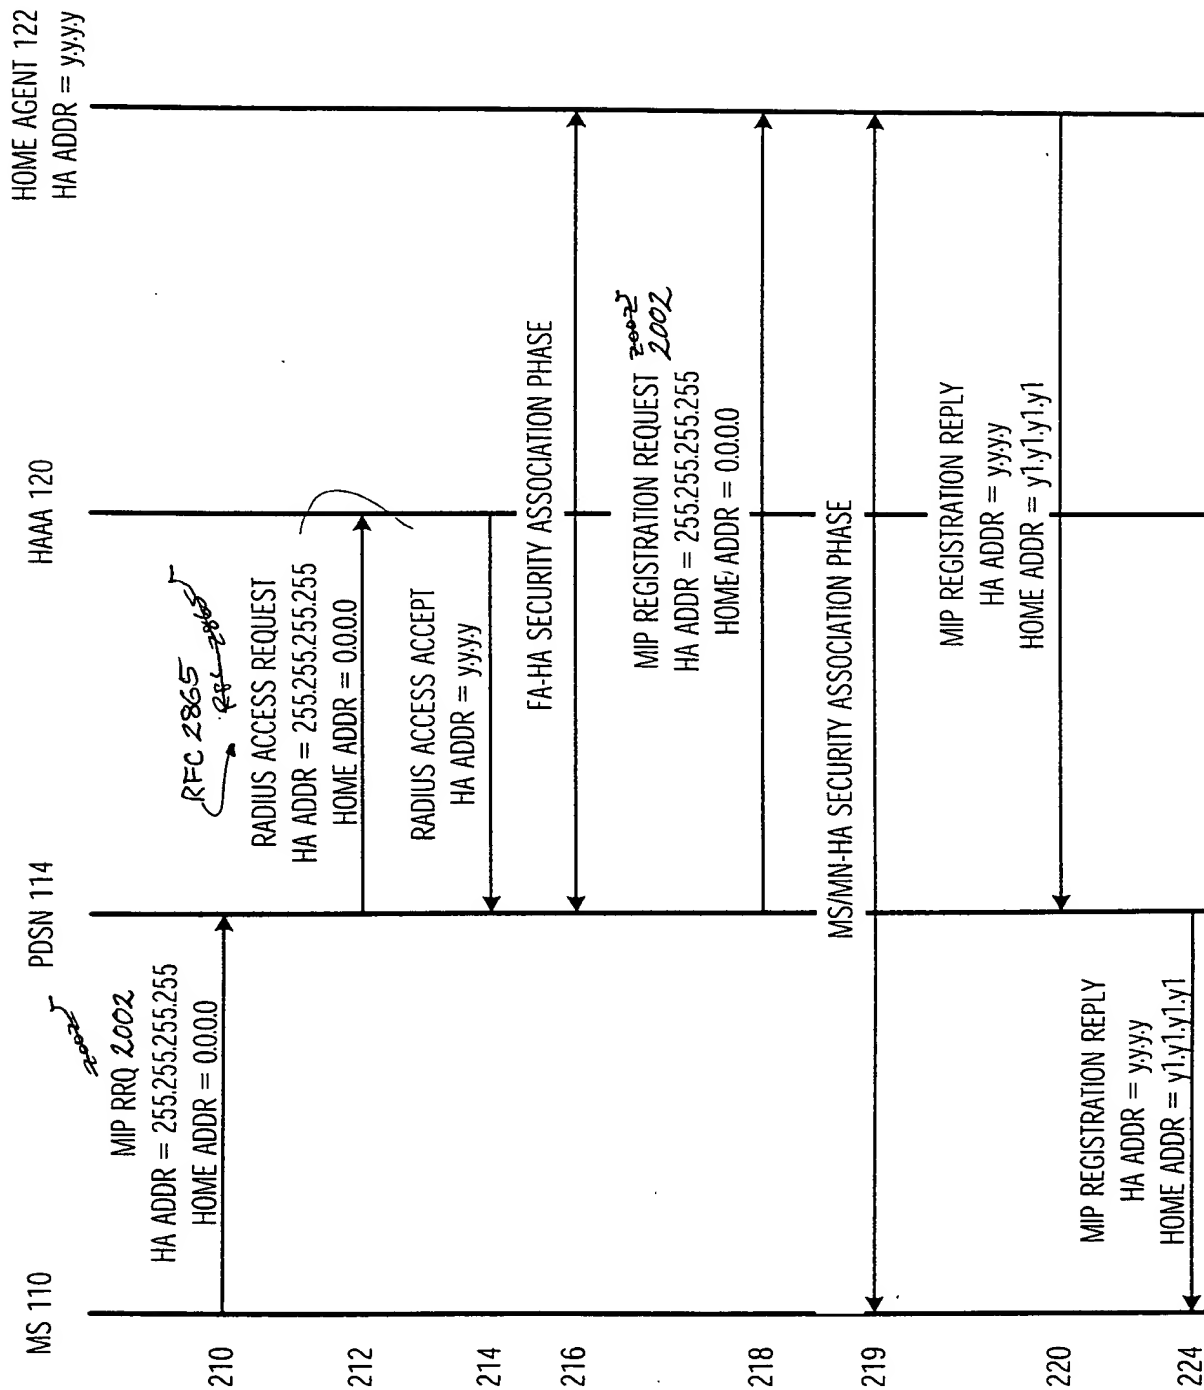 MS 110
PDSN 114
HAAA 120
HOME AGENT 122
HA ADDR = y.y.y.y
210
2002
MIP RRQ 2002
HA ADDR = 255.255.255.255
HOME ADDR = 0.0.0.0
212
RFC 2865
RFC 2865
RADIUS ACCESS REQUEST
HA ADDR = 255.255.255.255
HOME ADDR = 0.0.0.0
214
RADIUS ACCESS ACCEPT
HA ADDR = y.y.y.y
216
FA-HA SECURITY ASSOCIATION PHASE
218
MIP REGISTRATION REQUEST 2002
2002
HA ADDR = 255.255.255.255
HOME ADDR = 0.0.0.0
219
MS/MN-HA SECURITY ASSOCIATION PHASE
220
MIP REGISTRATION REPLY
HA ADDR = y.y.y.y
HOME ADDR = y1.y1.y1.y1
224
MIP REGISTRATION REPLY
HA ADDR = y.y.y.y
HOME ADDR = y1.y1.y1.y1